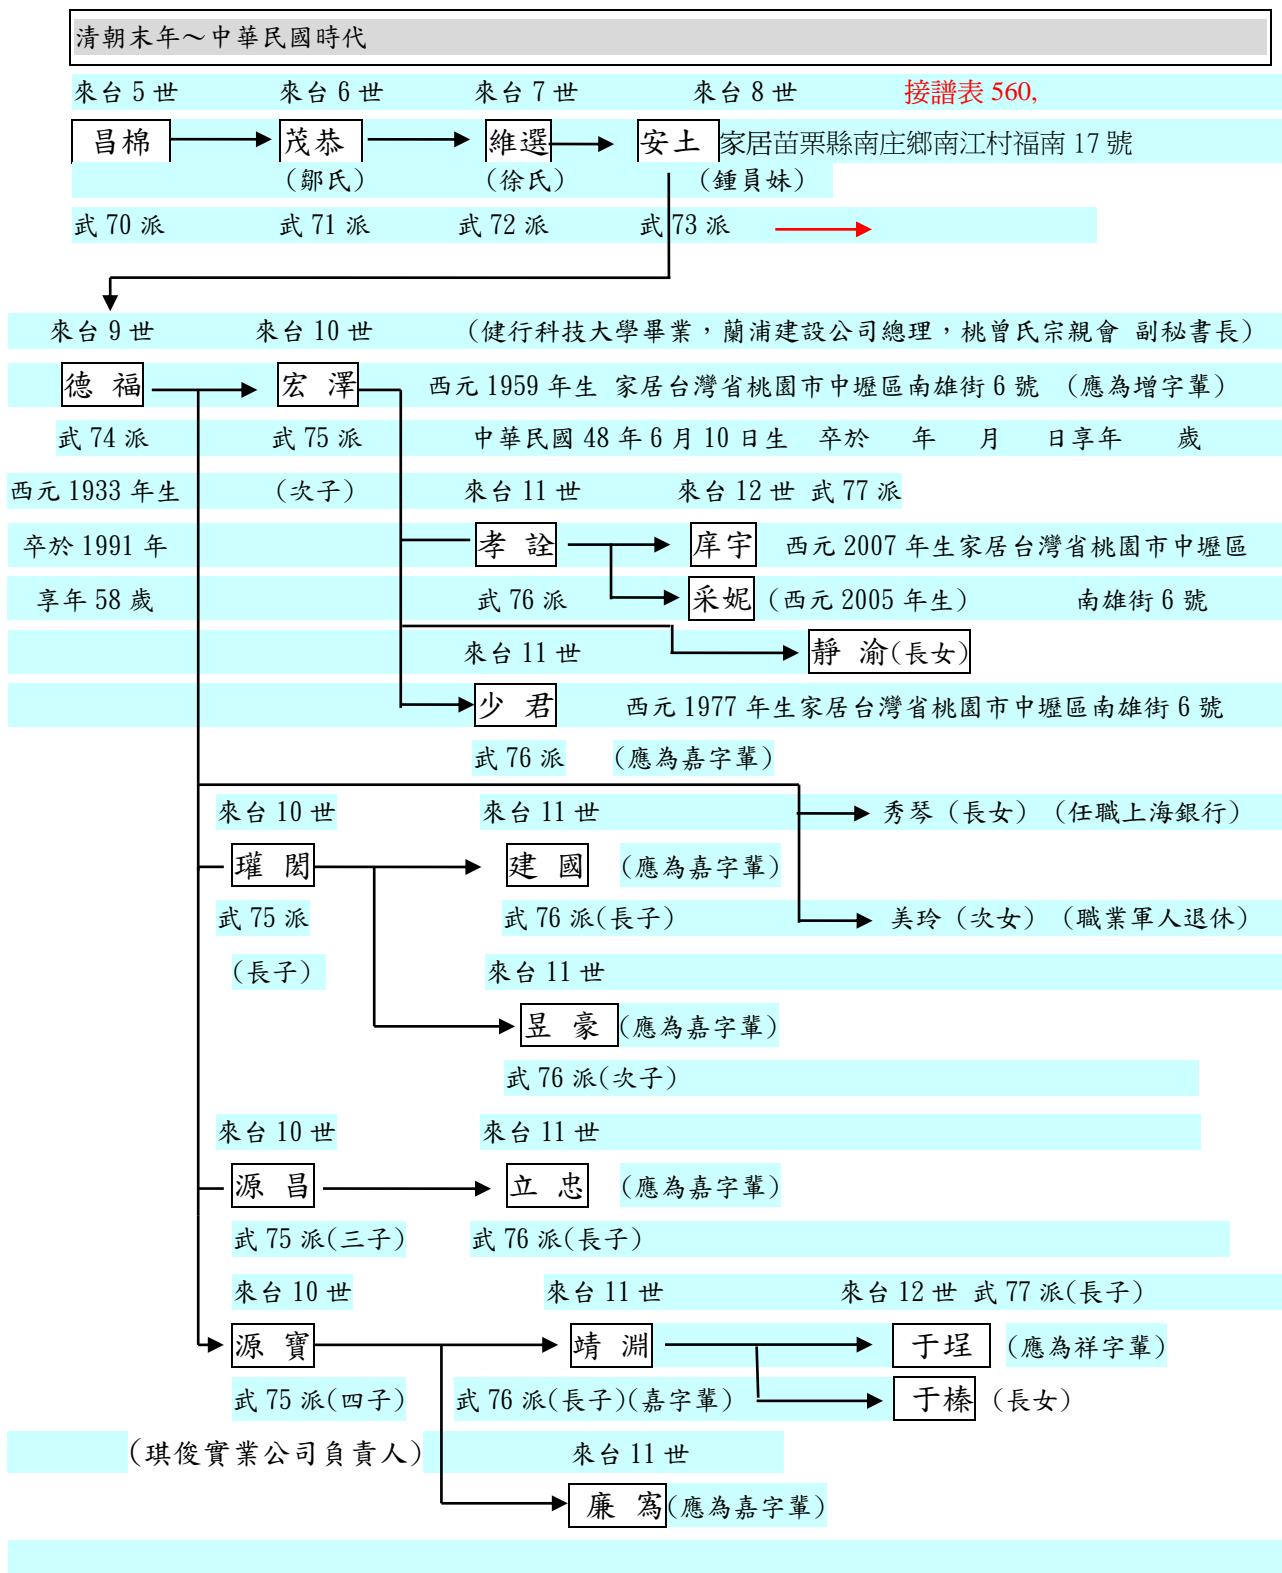 清朝末年～中華民國時代
來台 5 世 來台 6 世 來台 7 世 來台 8 世 接譜表 560,
昌棉 茂恭 維選 安土 家居苗栗縣南庄鄉南江村福南 17 號
(鄒氏) (徐氏) (鍾員妹)
武 70 派 武 71 派 武 72 派 武 73 派
來台 9 世 來台 10 世 (健行科技大學畢業，蘭浦建設公司總理，桃曾氏宗親會 副秘書長)
德 福 宏 澤 西元 1959 年生 家居台灣省桃園市中壢區南雄街 6 號 (應為增字輩)
武 74 派 武 75 派 中華民國 48 年 6 月 10 日生 卒於 年 月 日享年 歲
西元 1933 年生 (次子) 來台 11 世 來台 12 世 武 77 派
卒於 1991 年 孝 詮 庠宇 西元 2007 年生家居台灣省桃園市中壢區
享年 58 歲 武 76 派 采妮 (西元 2005 年生) 南雄街 6 號
來台 11 世 靜 渝(長女)
少 君 西元 1977 年生家居台灣省桃園市中壢區南雄街 6 號
武 76 派 (應為嘉字輩)
來台 10 世 來台 11 世 秀琴 (長女) (任職上海銀行)
瓘 閎 建 國 (應為嘉字輩)
武 75 派 武 76 派(長子) 美玲 (次女) (職業軍人退休)
(長子) 來台 11 世
昱 豪 (應為嘉字輩)
武 76 派(次子)
來台 10 世 來台 11 世
源 昌 立 忠 (應為嘉字輩)
武 75 派(三子) 武 76 派(長子)
來台 10 世 來台 11 世 來台 12 世 武 77 派(長子)
源 寶 靖 淵 于埕 (應為祥字輩)
武 75 派(四子) 武 76 派(長子)(嘉字輩) 于榛 (長女)
(琪俊實業公司負責人) 來台 11 世
廉 (應為嘉字輩)